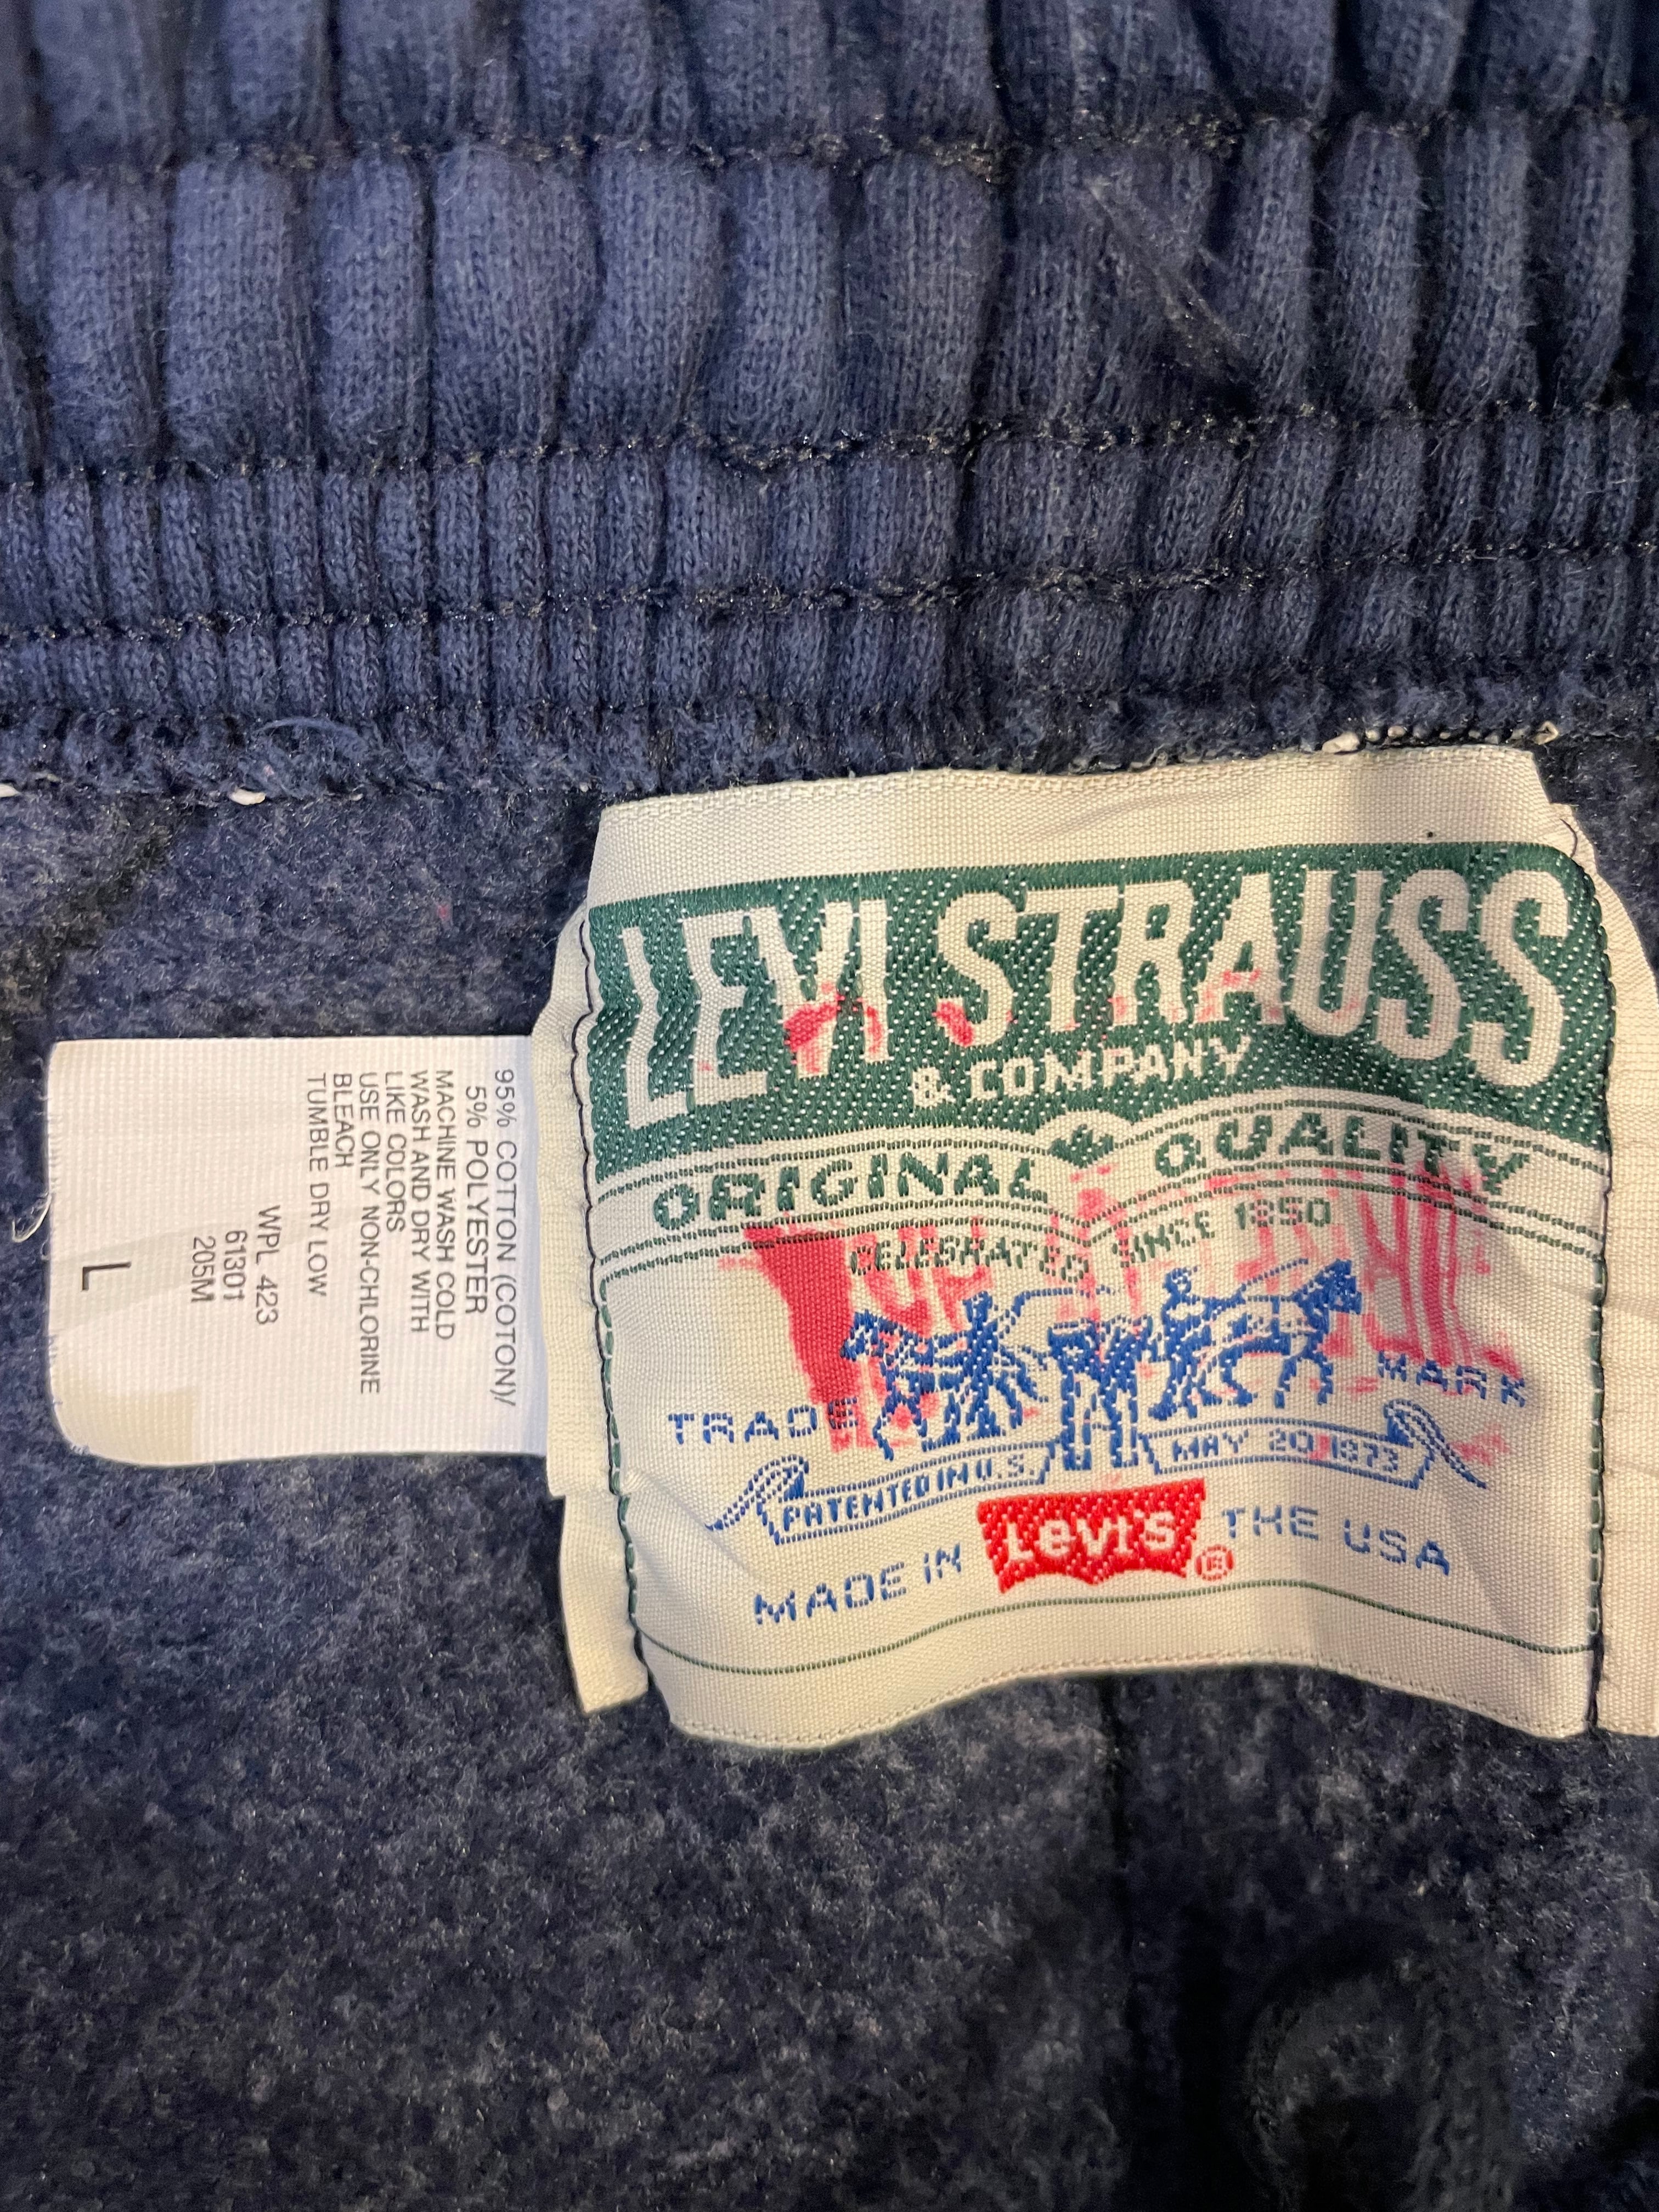 LEVI STRAUSS
& COMPANY
ORIGINAL QUALITY
CELEBRATED SINCE 1850
TRADE MARK
PATENTED IN U.S. MAY 20 1873
MADE IN Levi's ® THE USA
95% COTTON (COTON)/
5% POLYESTER
MACHINE WASH COLD
WASH AND DRY WITH
LIKE COLORS
USE ONLY NON-CHLORINE
BLEACH
TUMBLE DRY LOW
WPL 423
61301
205M
L